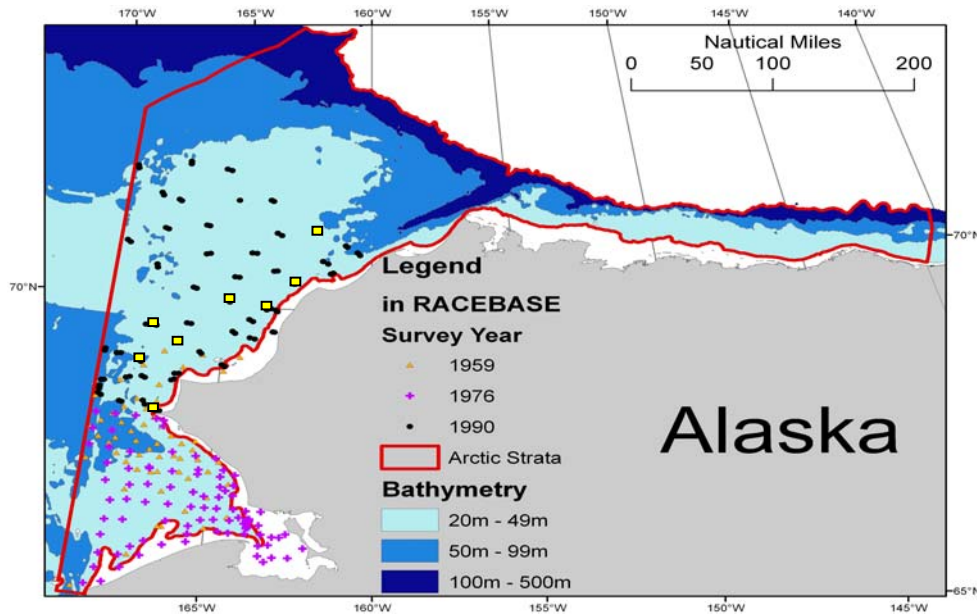 170°W 165°W 160°W 155°W 150°W 145°W 140°W
Nautical Miles
0 50 100 200
70°N
70°N
Legend
in RACEBASE
Survey Year
1959
1976
1990
Arctic Strata
Bathymetry
20m - 49m
50m - 99m
100m - 500m
Alaska
65°N
165°W 160°W 155°W 150°W 145°W